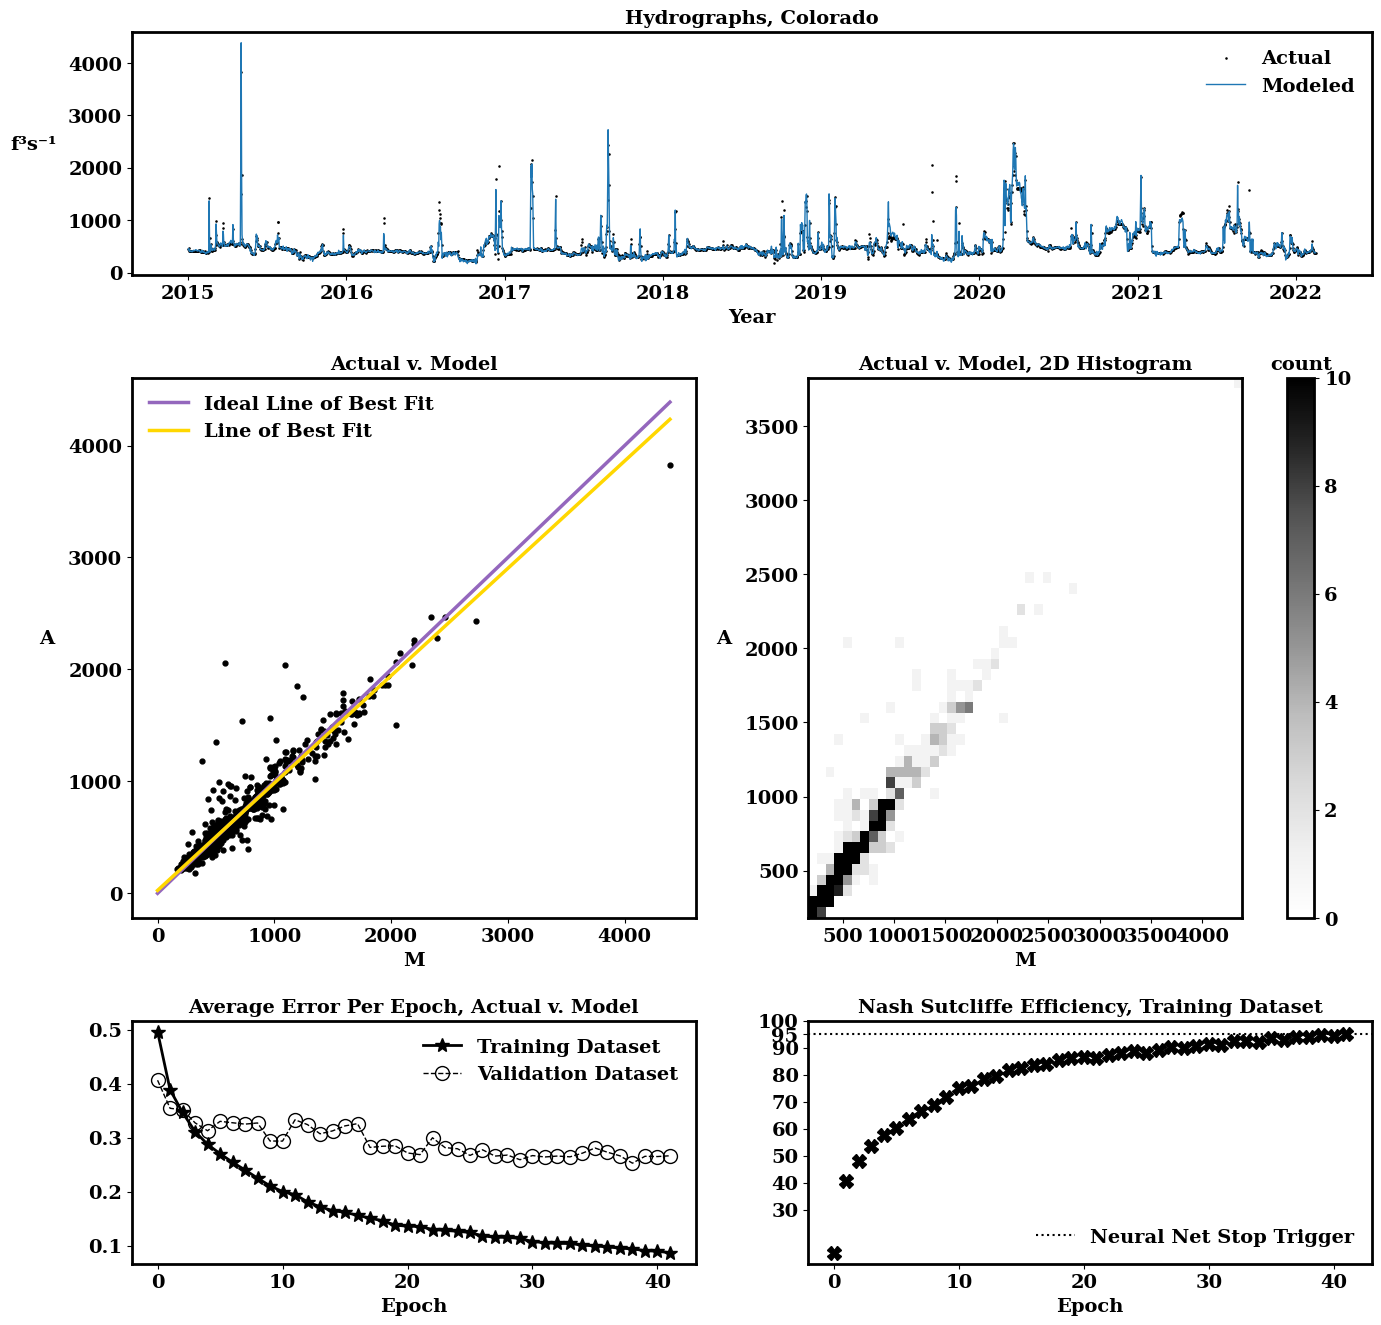 Hydrographs, Colorado
4000
3000
2000
1000
0
f³s⁻¹
Actual
Modeled
2015 2016 2017 2018 2019 2020 2021 2022
Year
Actual v. Model
Ideal Line of Best Fit
Line of Best Fit
4000
3000
2000
1000
0
A
0 1000 2000 3000 4000
M
Actual v. Model, 2D Histogram
3500
3000
2500
2000
1500
1000
500
A
500 1000 1500 2000 2500 3000 3500 4000
M
count
10
8
6
4
2
0
Average Error Per Epoch, Actual v. Model
0.5
0.4
0.3
0.2
0.1
Training Dataset
Validation Dataset
0 10 20 30 40
Epoch
Nash Sutcliffe Efficiency, Training Dataset
100
95
90
80
70
60
50
40
30
Neural Net Stop Trigger
0 10 20 30 40
Epoch